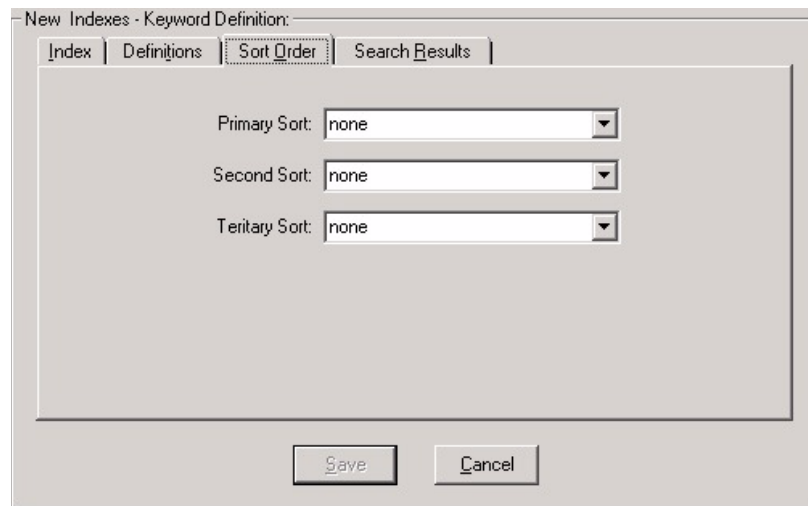 New Indexes - Keyword Definition:
Index Definitions Sort Order Search Results
Primary Sort: none
Second Sort: none
Teritary Sort: none
Save Cancel